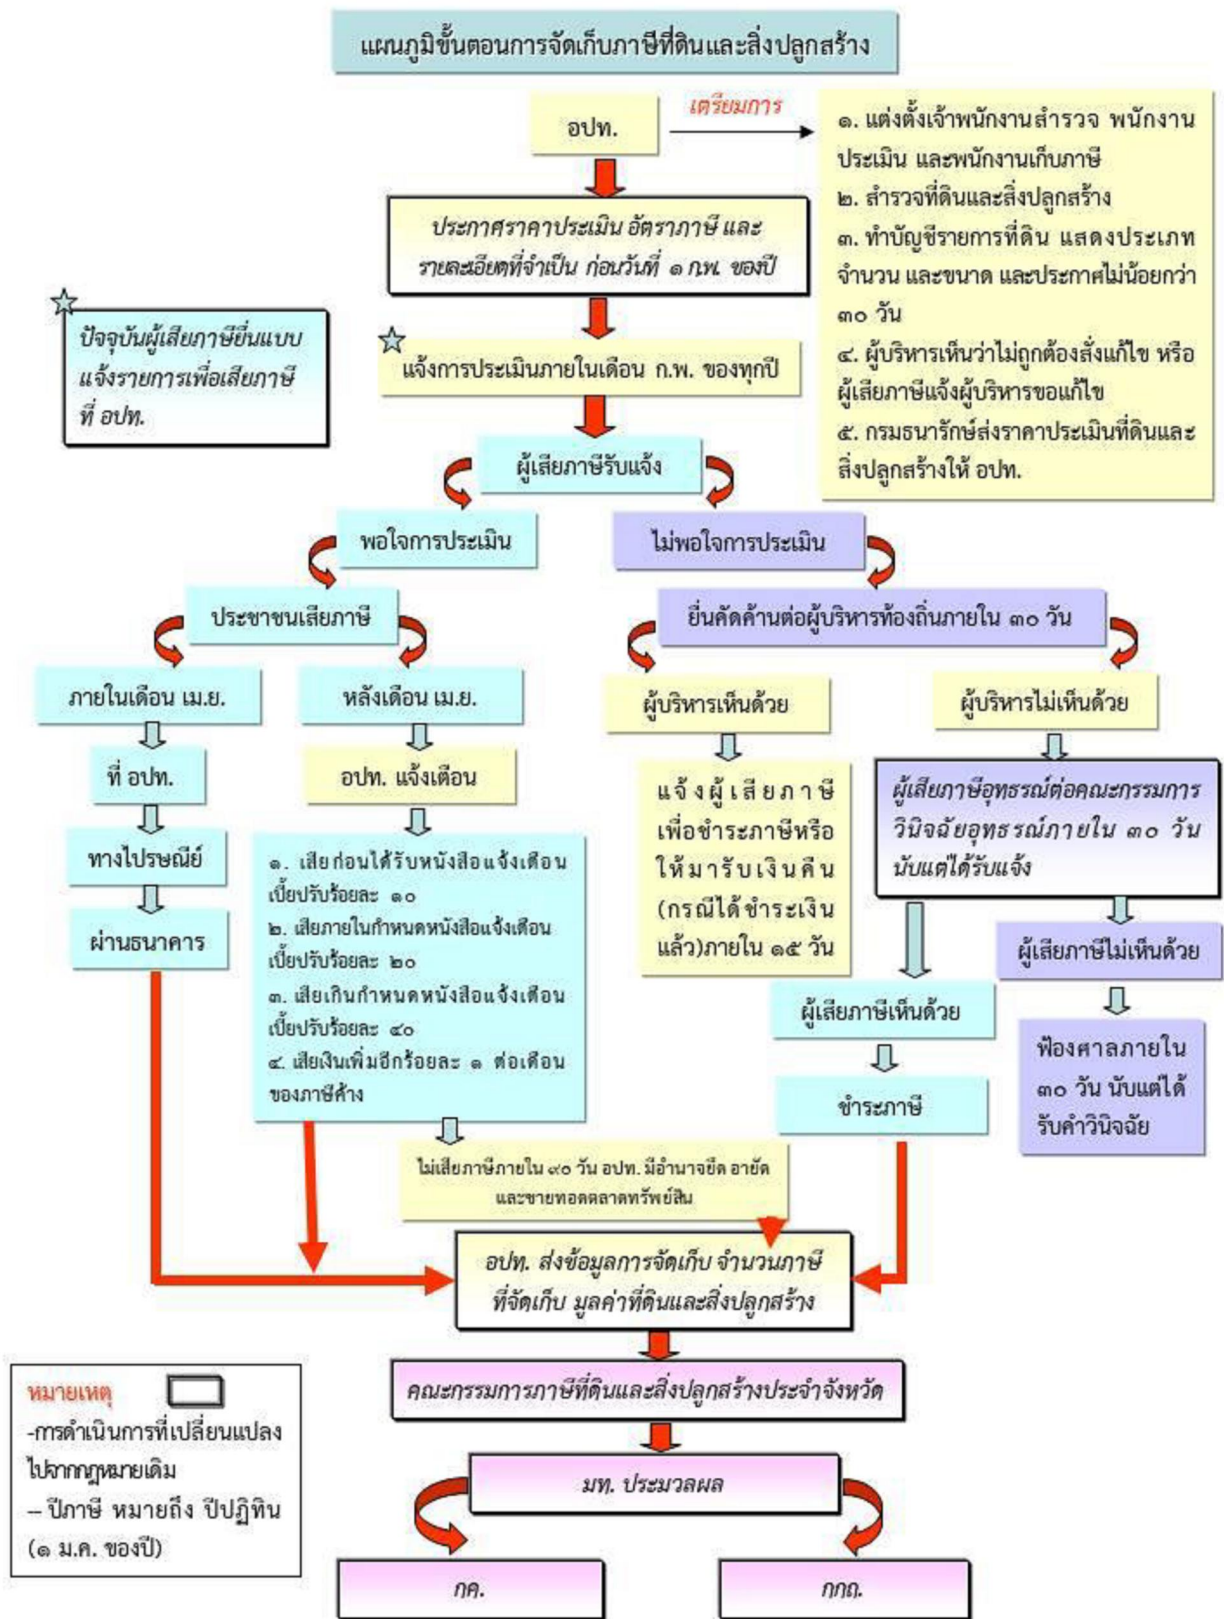 แผนภูมิขั้นตอนการจัดเก็บภาษีที่ดินและสิ่งปลูกสร้าง
อปท.
เตรียมการ
๑. แต่งตั้งเจ้าพนักงานสำรวจ พนักงาน
ประเมิน และพนักงานเก็บภาษี
๒. สำรวจที่ดินและสิ่งปลูกสร้าง
๓. ทำบัญชีรายการที่ดิน แสดงประเภท
จำนวน และขนาด และประกาศไม่น้อยกว่า
๓๐ วัน
๔. ผู้บริหารเห็นว่าไม่ถูกต้องสั่งแก้ไข หรือ
ผู้เสียภาษีแจ้งผู้บริหารขอแก้ไข
๕. กรมธนารักษ์ส่งราคาประเมินที่ดินและ
สิ่งปลูกสร้างให้ อปท.
ประกาศราคาประเมิน อัตราภาษี และ
รายละเอียดที่จำเป็น ก่อนวันที่ ๑ ก.พ. ของปี
ปัจจุบันผู้เสียภาษียื่นแบบ
แจ้งรายการเพื่อเสียภาษี
ที่ อปท.
แจ้งการประเมินภายในเดือน ก.พ. ของทุกปี
ผู้เสียภาษีรับแจ้ง
พอใจการประเมิน
ไม่พอใจการประเมิน
ประชาชนเสียภาษี
ยื่นคัดค้านต่อผู้บริหารท้องถิ่นภายใน ๓๐ วัน
ภายในเดือน เม.ย.
หลังเดือน เม.ย.
ผู้บริหารเห็นด้วย
ผู้บริหารไม่เห็นด้วย
ที่ อปท.
อปท. แจ้งเตือน
แจ้งผู้เสียภาษี
เพื่อชำระภาษีหรือ
ให้มารับเงินคืน
(กรณีได้ชำระเงิน
แล้ว)ภายใน ๑๕ วัน
ผู้เสียภาษีอุทธรณ์ต่อคณะกรรมการ
วินิจฉัยอุทธรณ์ภายใน ๓๐ วัน
นับแต่ได้รับแจ้ง
ทางไปรษณีย์
ผ่านธนาคาร
๑. เสียก่อนได้รับหนังสือแจ้งเตือน
เบี้ยปรับร้อยละ ๑๐
๒. เสียภายในกำหนดหนังสือแจ้งเตือน
เบี้ยปรับร้อยละ ๒๐
๓. เสียเกินกำหนดหนังสือแจ้งเตือน
เบี้ยปรับร้อยละ ๔๐
๔. เสียเงินเพิ่มอีกร้อยละ ๑ ต่อเดือน
ของภาษีค้าง
ผู้เสียภาษีไม่เห็นด้วย
ผู้เสียภาษีเห็นด้วย
ฟ้องศาลภายใน
๓๐ วัน นับแต่ได้
รับคำวินิจฉัย
ชำระภาษี
ไม่เสียภาษีภายใน ๙๐ วัน อปท. มีอำนาจยึด อายัด
และขายทอดตลาดทรัพย์สิน
อปท. ส่งข้อมูลการจัดเก็บ จำนวนภาษี
ที่จัดเก็บ มูลค่าที่ดินและสิ่งปลูกสร้าง
คณะกรรมการภาษีที่ดินและสิ่งปลูกสร้างประจำจังหวัด
มท. ประมวลผล
กค.
กกถ.
หมายเหตุ
-การดำเนินการที่เปลี่ยนแปลง
ไปจากกฎหมายเดิม
– ปีภาษี หมายถึง ปีปฏิทิน
(๑ ม.ค. ของปี)